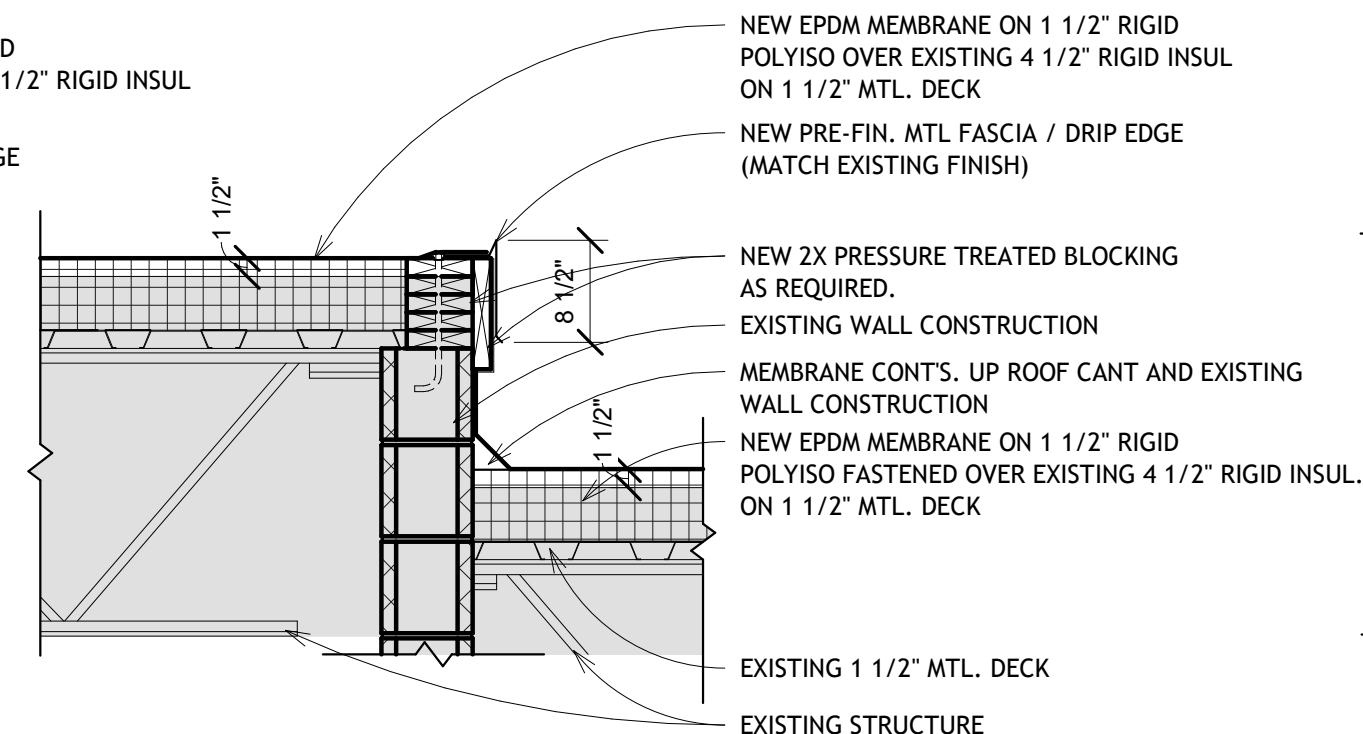 D
1/2" RIGID INSUL
GE
NEW EPDM MEMBRANE ON 1 1/2" RIGID
POLYISO OVER EXISTING 4 1/2" RIGID INSUL
ON 1 1/2" MTL. DECK
NEW PRE-FIN. MTL FASCIA / DRIP EDGE
(MATCH EXISTING FINISH)
1 1/2"
NEW 2X PRESSURE TREATED BLOCKING
AS REQUIRED.
8 1/2"
EXISTING WALL CONSTRUCTION
MEMBRANE CONT'S. UP ROOF CANT AND EXISTING
WALL CONSTRUCTION
1 1/2"
NEW EPDM MEMBRANE ON 1 1/2" RIGID
POLYISO FASTENED OVER EXISTING 4 1/2" RIGID INSUL.
ON 1 1/2" MTL. DECK
EXISTING 1 1/2" MTL. DECK
EXISTING STRUCTURE